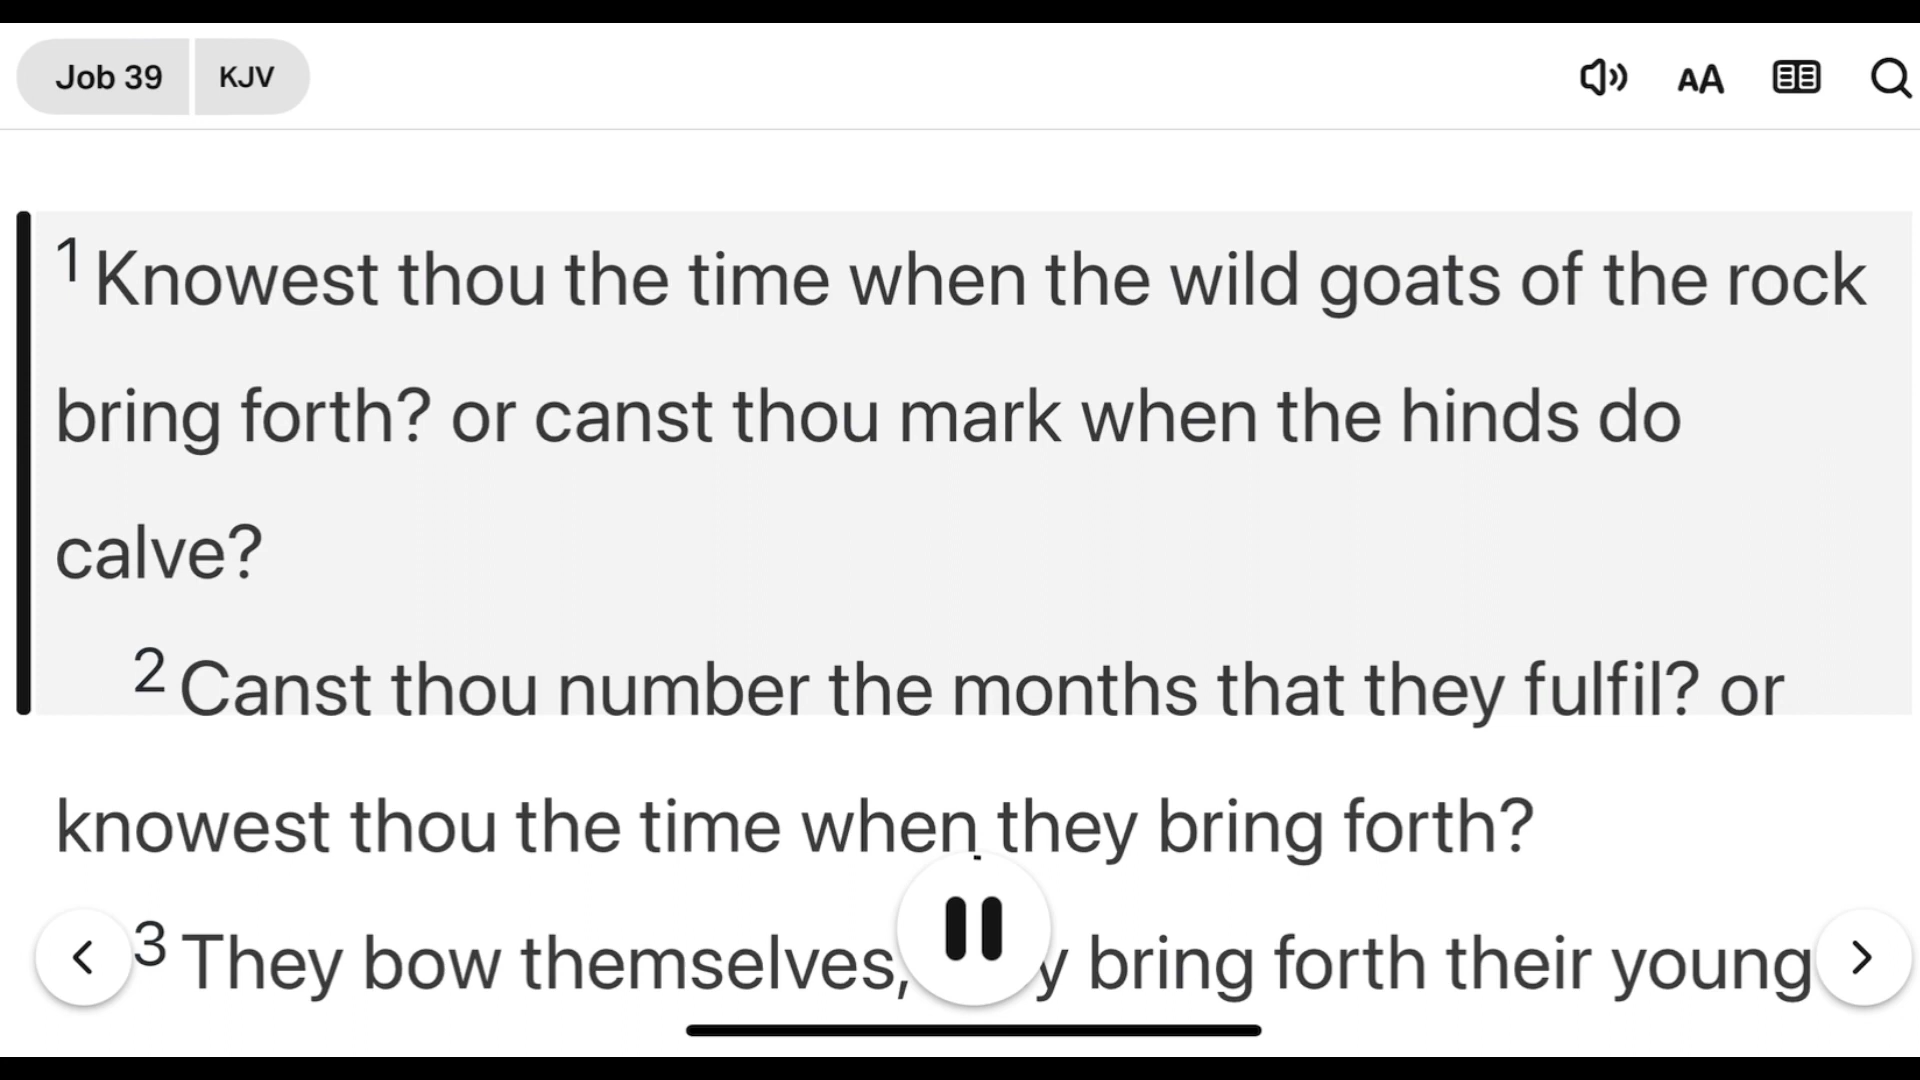 Job 39 KJV AA
1 Knowest thou the time when the wild goats of the rock
bring forth? or canst thou mark when the hinds do
calve?
2 Canst thou number the months that they fulfil? or
knowest thou the time when they bring forth?
3 They bow themselves, bring forth their young